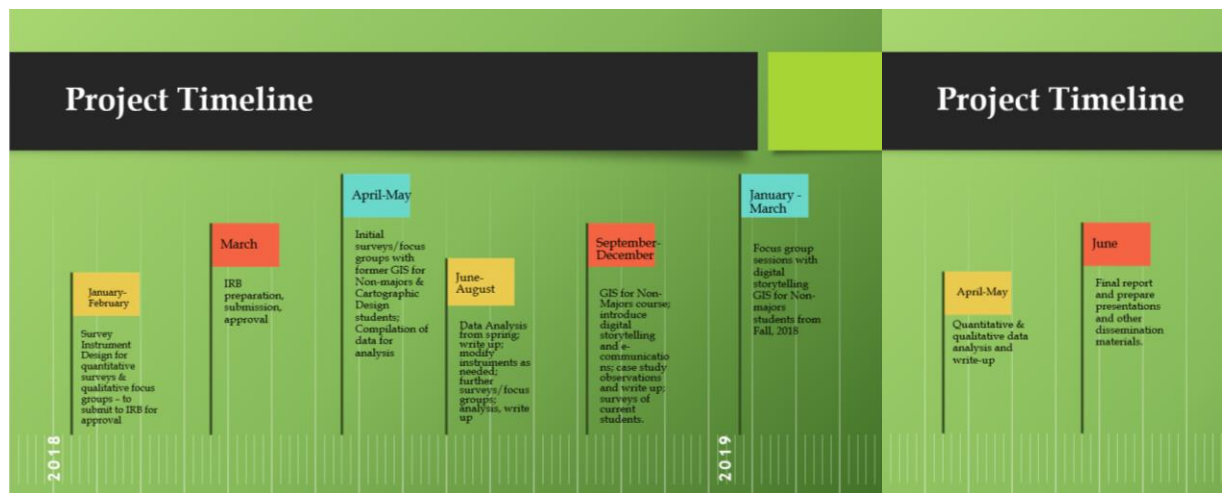 Project Timeline
January-
February
Survey
Instrument
Design for
quantitative
surveys &
qualitative focus
groups – to
submit to IRB for
approval
March
IRB
preparation,
submission,
approval
April-May
Initial
surveys/focus
groups with
former GIS for
Non-majors &
Cartographic
Design
students;
Compilation of
data for
analysis
June-
August
Data Analysis
from spring;
write up;
modify
instruments as
needed;
further
surveys/focus
groups;
analysis, write
up
September-
December
GIS for Non-
Majors course;
introduce
digital
storytelling
and e-
communicatio
ns; case study
observations
and write up;
surveys of
current
students.
January -
March
Focus group
sessions with
digital
storytelling
GIS for Non-
majors
students from
Fall, 2018
2018
2019
Project Timeline
April-May
Quantitative &
qualitative data
analysis and
write-up
June
Final report
and prepare
presentations
and other
dissemination
materials.